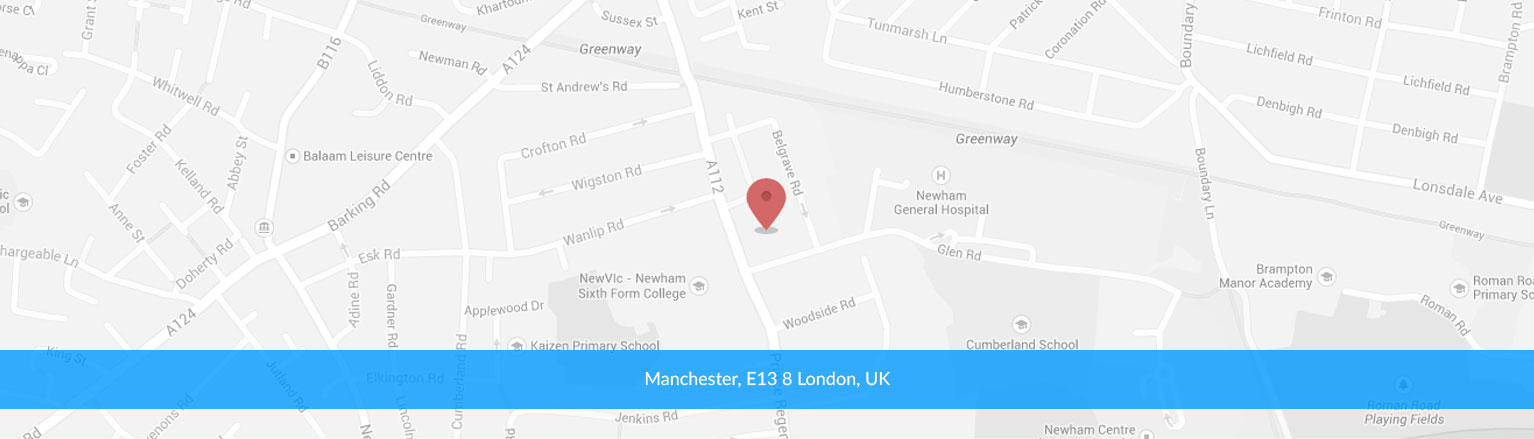 Grant S
B116
Greenway
Khartou
Sussex St
Greenway
Kent St
Tunmarsh Ln
Patrick
Coronation Rd
Boundary
Frinton Rd
Brampton Rd
Lichfield Rd
Lichfield Rd
Newman Rd
A124
Liddon Rd
Whitwell Rd
St Andrew's Rd
Humberstone Rd
Denbigh Rd
Denbigh Rd
Foster Rd
Abbey St
Balaam Leisure Centre
Crofton Rd
Belgrave Rd
Greenway
Kelland Rd
Wigston Rd
A112
Boundary Ln
Lonsdale Ave
Anne St
Barking Rd
Newham
General Hospital
Wanlip Rd
Greenway
Chargeable Ln
Doherty Rd
Esk Rd
Glen Rd
NewVIc - Newham
Sixth Form College
Brampton
Manor Academy
Roman Roa
Primary Sc
Adine Rd
Gardner Rd
Applewood Dr
Woodside Rd
Roman Rd
A124
Kaizen Primary School
Cumberland School
King St
Jutland Rd
Elkington Rd
Cumberland Rd
Manchester, E13 8 London, UK
Prince Regen
Lincoln
Jenkins Rd
Roman Road
Playing Fields
Newham Centre